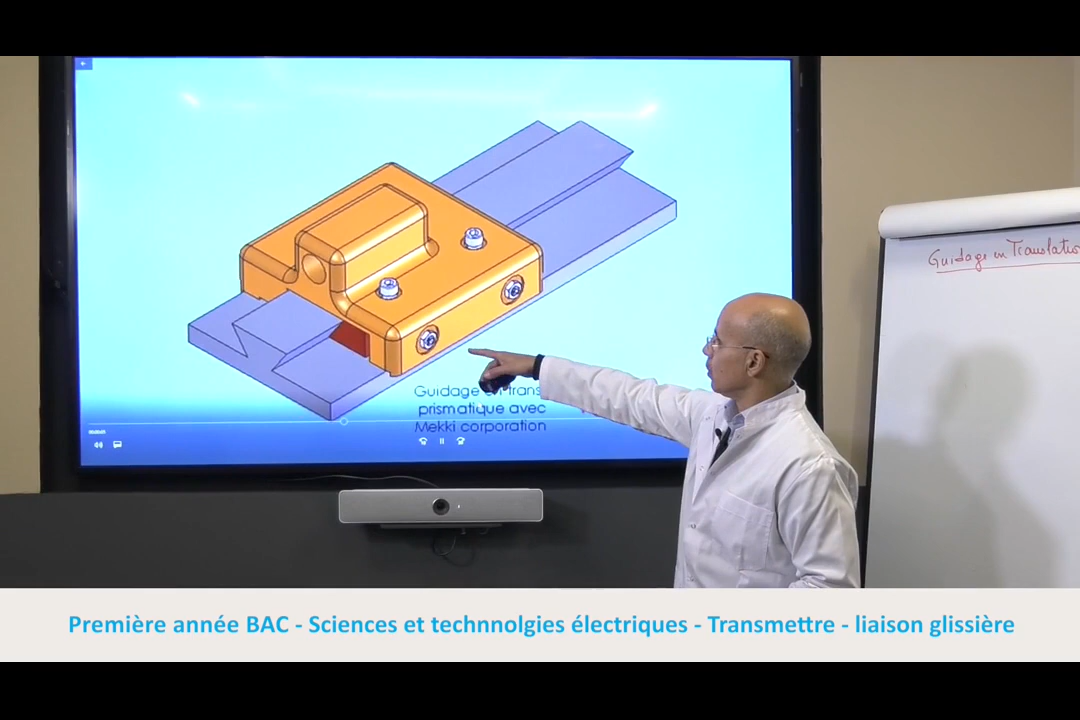 Guidage en Translatio
Guidage en trans
prismatique avec
Mekki corporation
Première année BAC - Sciences et technnolgies électriques - Transmettre - liaison glissière